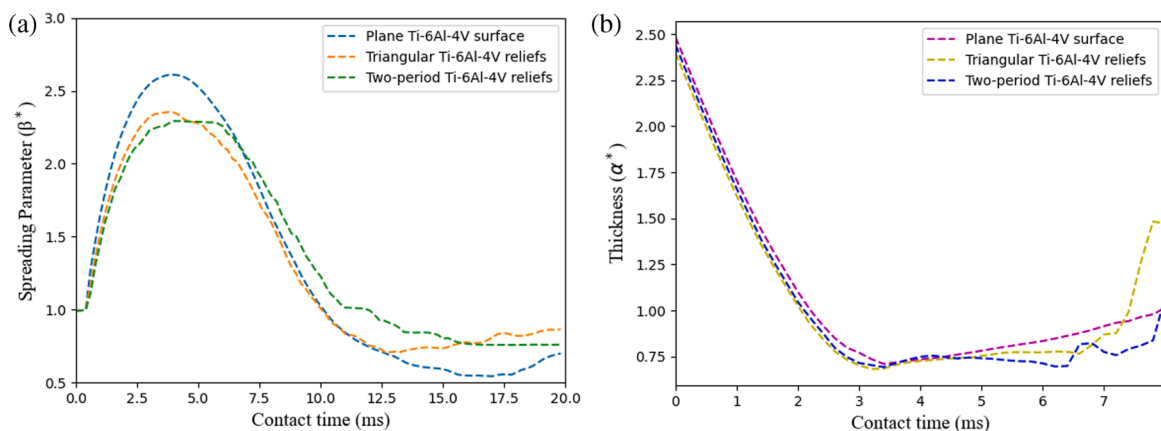 (a)
3.0
2.5
2.0
1.5
1.0
0.5
Spreading Parameter (β*)
Plane Ti-6Al-4V surface
Triangular Ti-6Al-4V reliefs
Two-period Ti-6Al-4V reliefs
0.0 2.5 5.0 7.5 10.0 12.5 15.0 17.5 20.0
Contact time (ms)
(b)
2.50
2.25
2.00
1.75
1.50
1.25
1.00
0.75
Thickness (α*)
Plane Ti-6Al-4V surface
Triangular Ti-6Al-4V reliefs
Two-period Ti-6Al-4V reliefs
0 1 2 3 4 5 6 7
Contact time (ms)